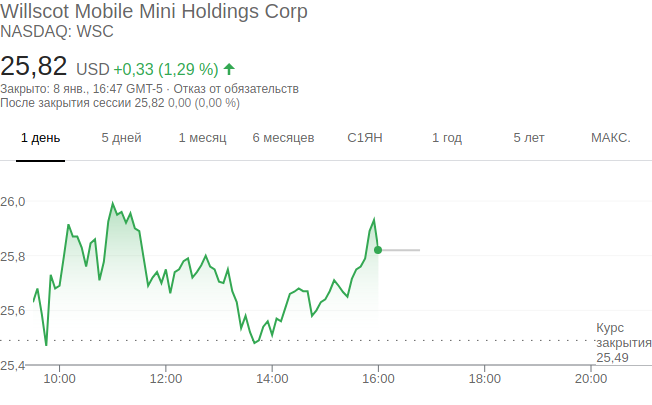 Willscot Mobile Mini Holdings Corp
NASDAQ: WSC
25,82 USD +0,33 (1,29 %)
Закрыто: 8 янв., 16:47 GMT-5 · Отказ от обязательств
После закрытия сессии 25,82 0,00 (0,00 %)
1 день 5 дней 1 месяц 6 месяцев С1ЯН 1 год 5 лет МАКС.
26,0
25,8
25,6
Курс
закрытия
25,49
25,4
10:00 12:00 14:00 16:00 18:00 20:00